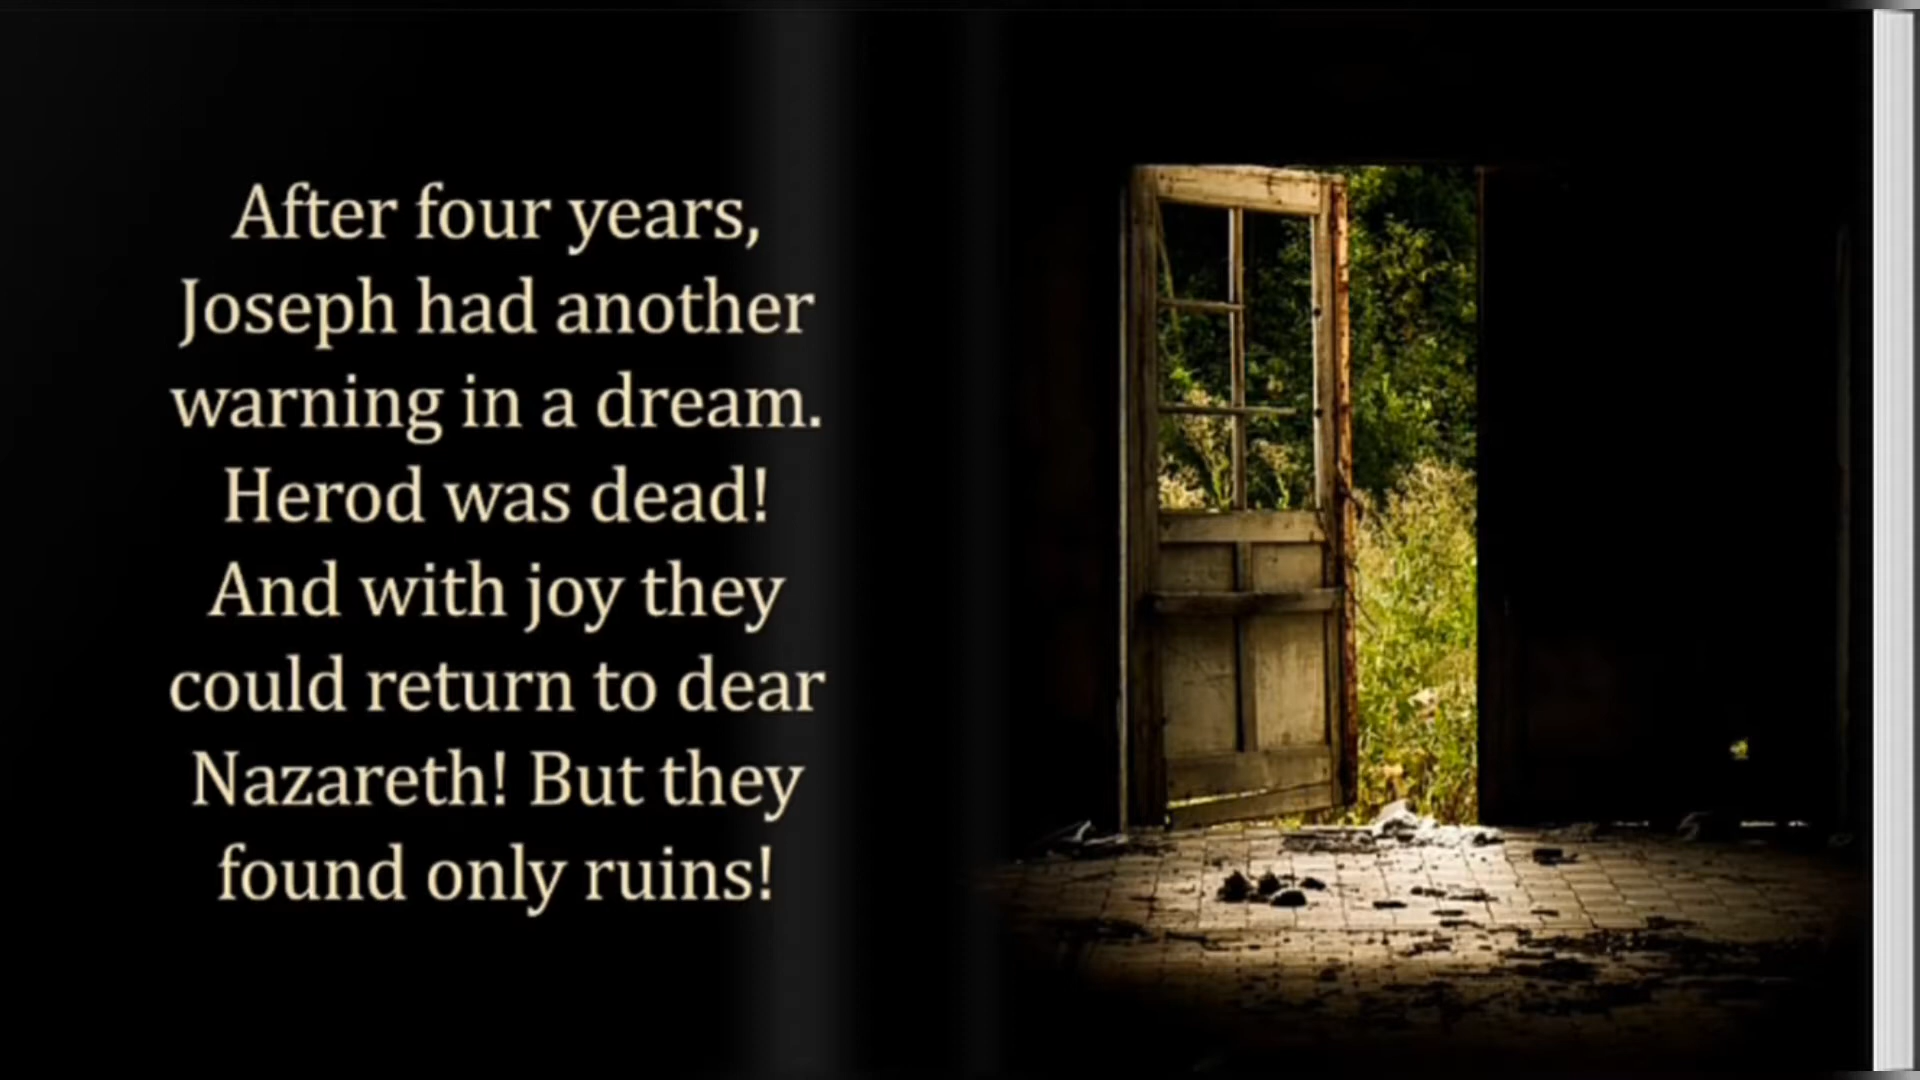 After four years,
Joseph had another
warning in a dream.
Herod was dead!
And with joy they
could return to dear
Nazareth! But they
found only ruins!